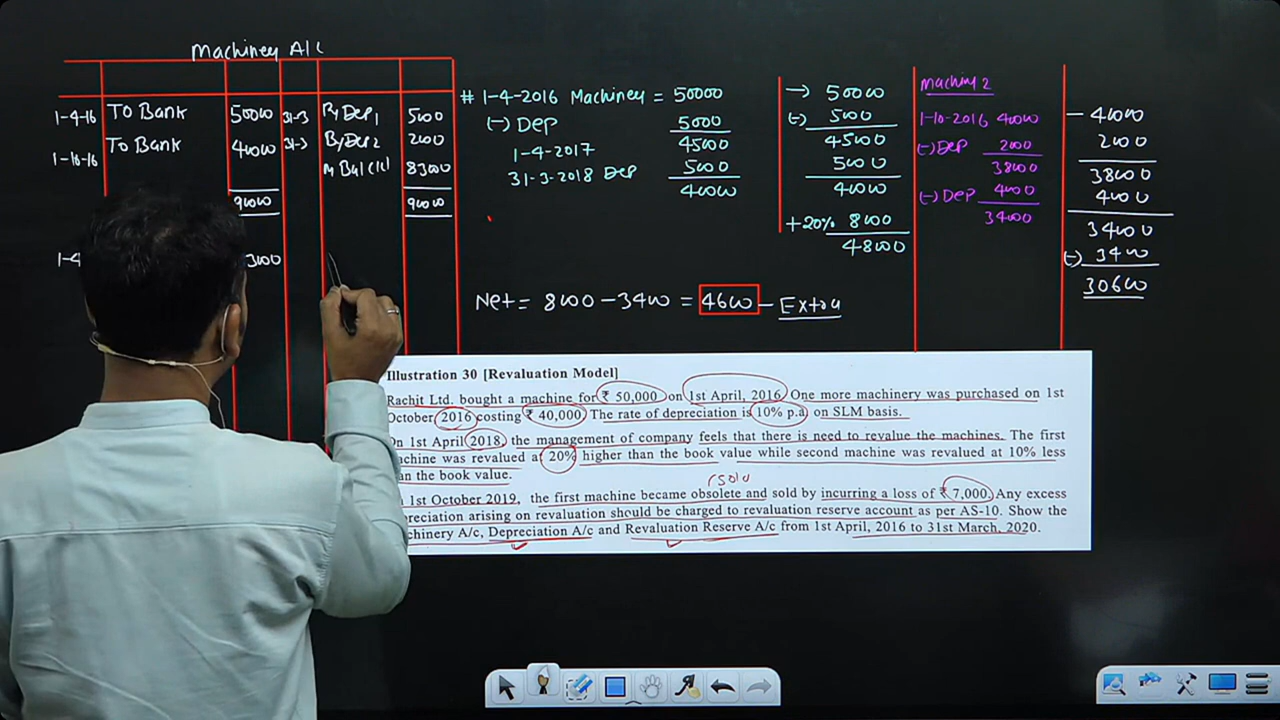 Machinery A/c
1-4-16 To Bank 50000 31-3 By Dep1 5000
1-10-16 To Bank 40000 31-3 By Dep2 2000
Bal c/d 83000
90000 90000
1-4 3000
# 1-4-2016 Machinery = 50000
(-) Dep 5000
1-4-2017 45000
31-3-2018 Dep 5000
40000
→ 50000
(-) 5000
45000
5000
40000
+20% 8000
48000
Machiny 2
1-10-2016 40000
(-) Dep 2000
38000
(-) Dep 4000
34000
- 40000
2000
38000
4000
34000
(-) 3400
30600
Net = 8000 - 3400 = 4600 - Extra
Illustration 30 [Revaluation Model]
Rachit Ltd. bought a machine for ₹ 50,000 on 1st April, 2016 One more machinery was purchased on 1st
October 2016 costing ₹ 40,000 The rate of depreciation is 10% p.a on SLM basis.
On 1st April 2018 the management of company feels that there is need to revalue the machines. The first
achine was revalued at 20% higher than the book value while second machine was revalued at 10% less
an the book value.
(sold
1st October 2019, the first machine became obsolete and sold by incurring a loss of ₹ 7,000. Any excess
preciation arising on revaluation should be charged to revaluation reserve account as per AS-10. Show the
chinery A/c, Depreciation A/c and Revaluation Reserve A/c from 1st April, 2016 to 31st March, 2020.